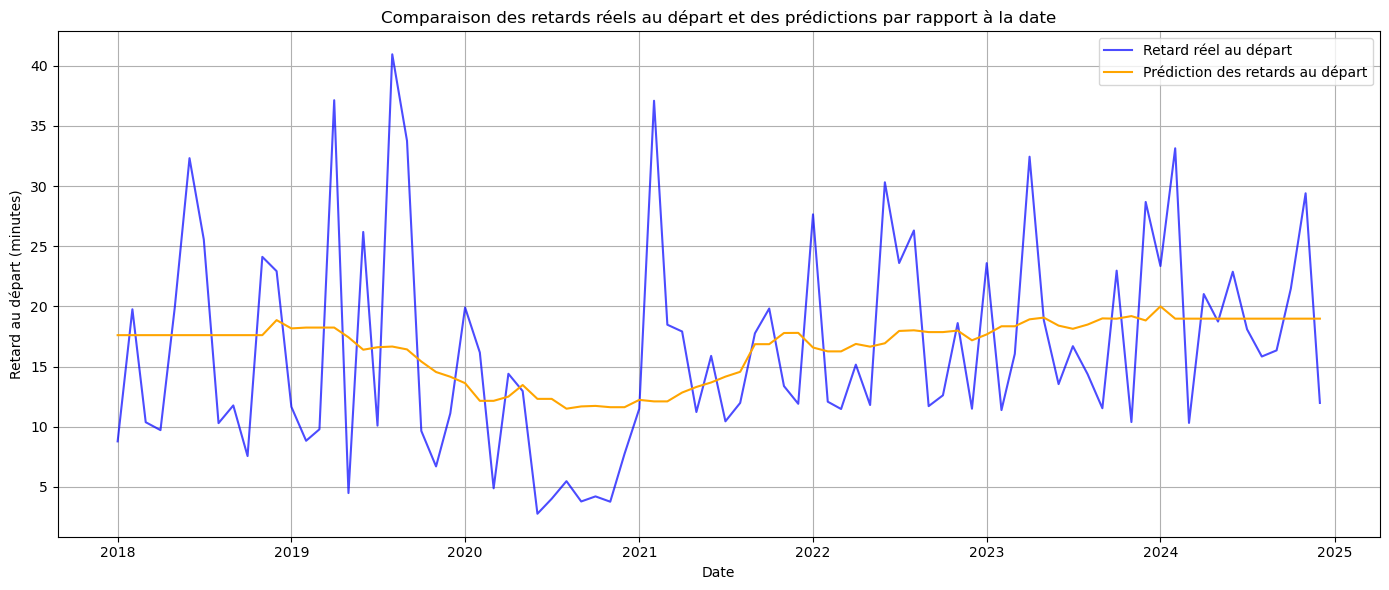 Comparaison des retards réels au départ et des prédictions par rapport à la date
Retard réel au départ
Prédiction des retards au départ
Retard au départ (minutes)
40
35
30
25
20
15
10
5
2018 2019 2020 2021 2022 2023 2024 2025
Date